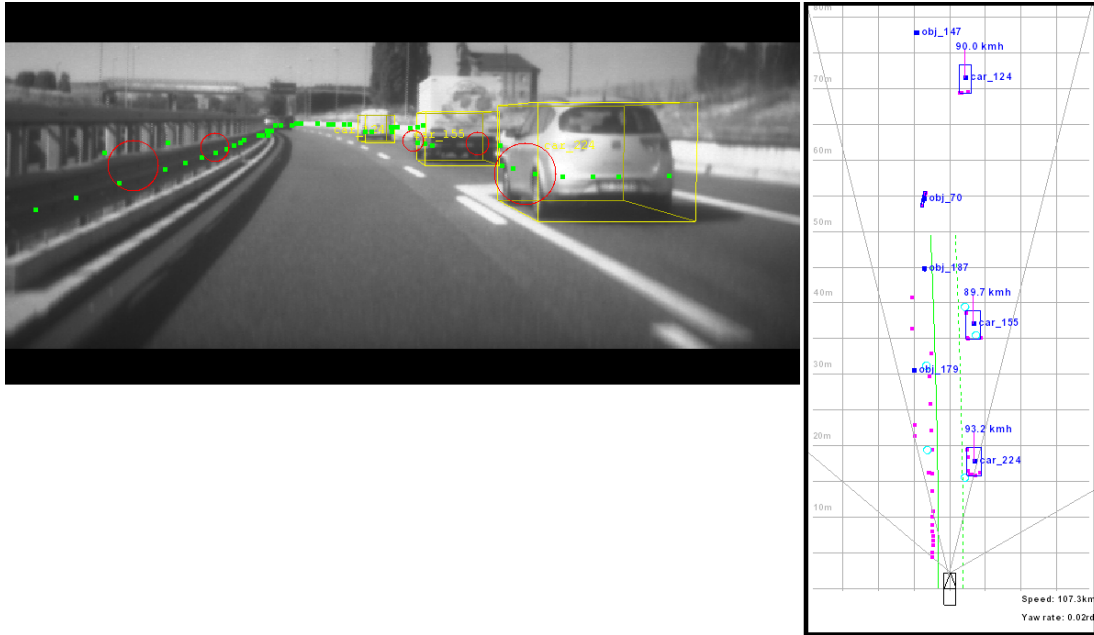 80m
obj_147
90.0 kmh
70m
car_124
60m
50m
obj_70
obj_187
40m
89.7 kmh
car_155
30m
obj_179
20m
93.2 kmh
car_224
10m
Speed: 107.3km
Yaw rate: 0.02rd
car_155